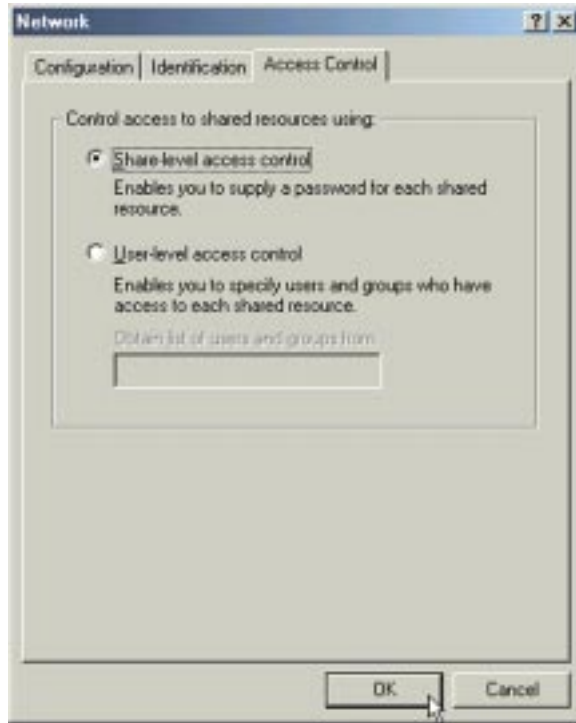 Network
Configuration
Identification
Access Control
Control access to shared resources using:
Share-level access control
Enables you to supply a password for each shared
resource.
User-level access control
Enables you to specify users and groups who have
access to each shared resource.
Obtain list of users and groups from:
OK
Cancel